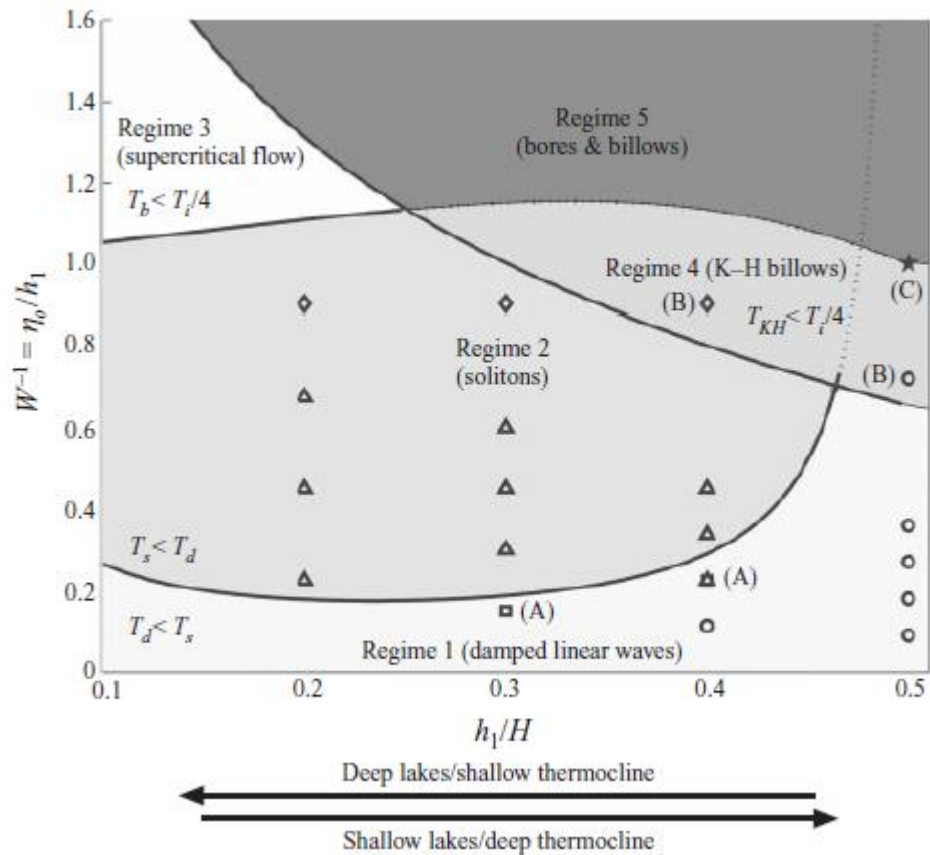 1.6
1.4
1.2
1.0
0.8
0.6
0.4
0.2
0
W⁻¹ = ηₒ/h₁
Regime 3
(supercritical flow)
T_b < T_i/4
Regime 5
(bores & billows)
Regime 4 (K–H billows)
(C)
(B)
T_KH < T_i/4
Regime 2
(solitons)
(B)
T_s < T_d
(A)
(A)
T_d < T_s
Regime 1 (damped linear waves)
0.1 0.2 0.3 0.4 0.5
h₁/H
Deep lakes/shallow thermocline
Shallow lakes/deep thermocline